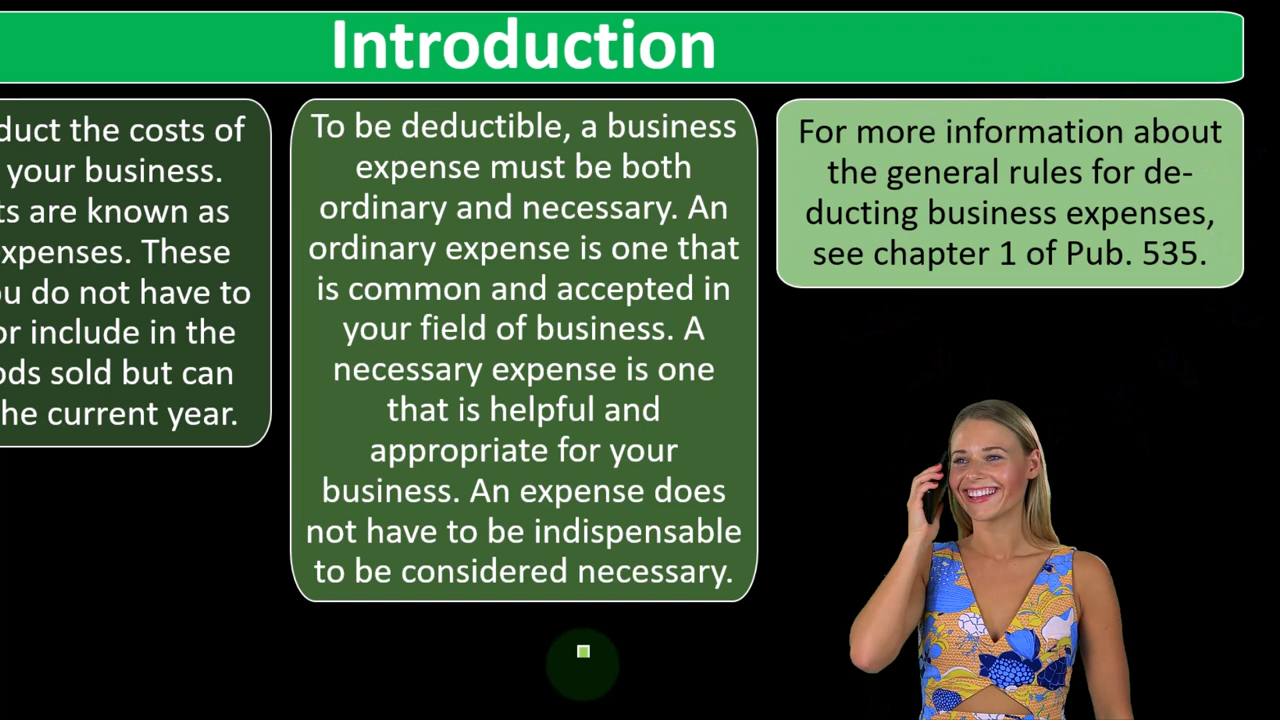 Introduction
duct the costs of
your business.
ts are known as
xpenses. These
u do not have to
or include in the
ods sold but can
he current year.
To be deductible, a business
expense must be both
ordinary and necessary. An
ordinary expense is one that
is common and accepted in
your field of business. A
necessary expense is one
that is helpful and
appropriate for your
business. An expense does
not have to be indispensable
to be considered necessary.
For more information about
the general rules for de-
ducting business expenses,
see chapter 1 of Pub. 535.